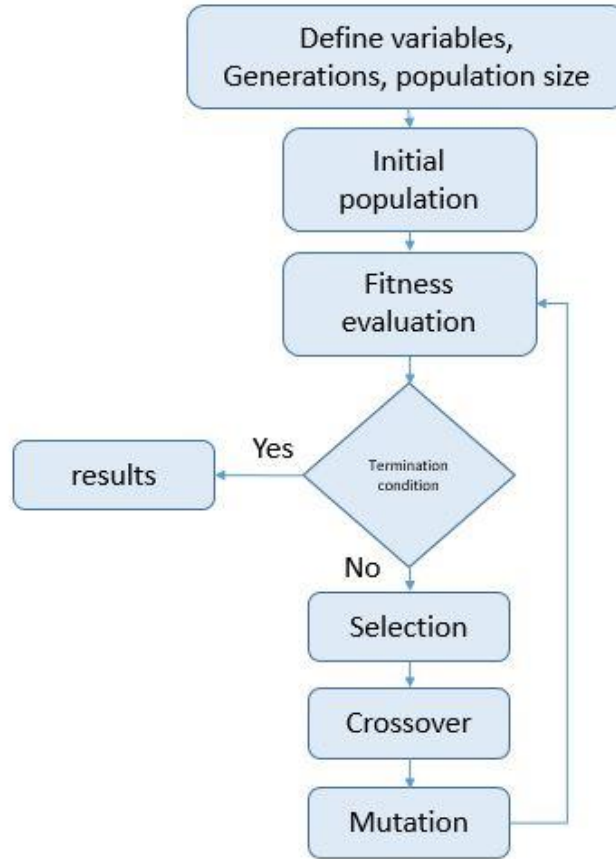 Define variables,
Generations, population size
Initial
population
Fitness
evaluation
Yes
results
Termination
condition
No
Selection
Crossover
Mutation